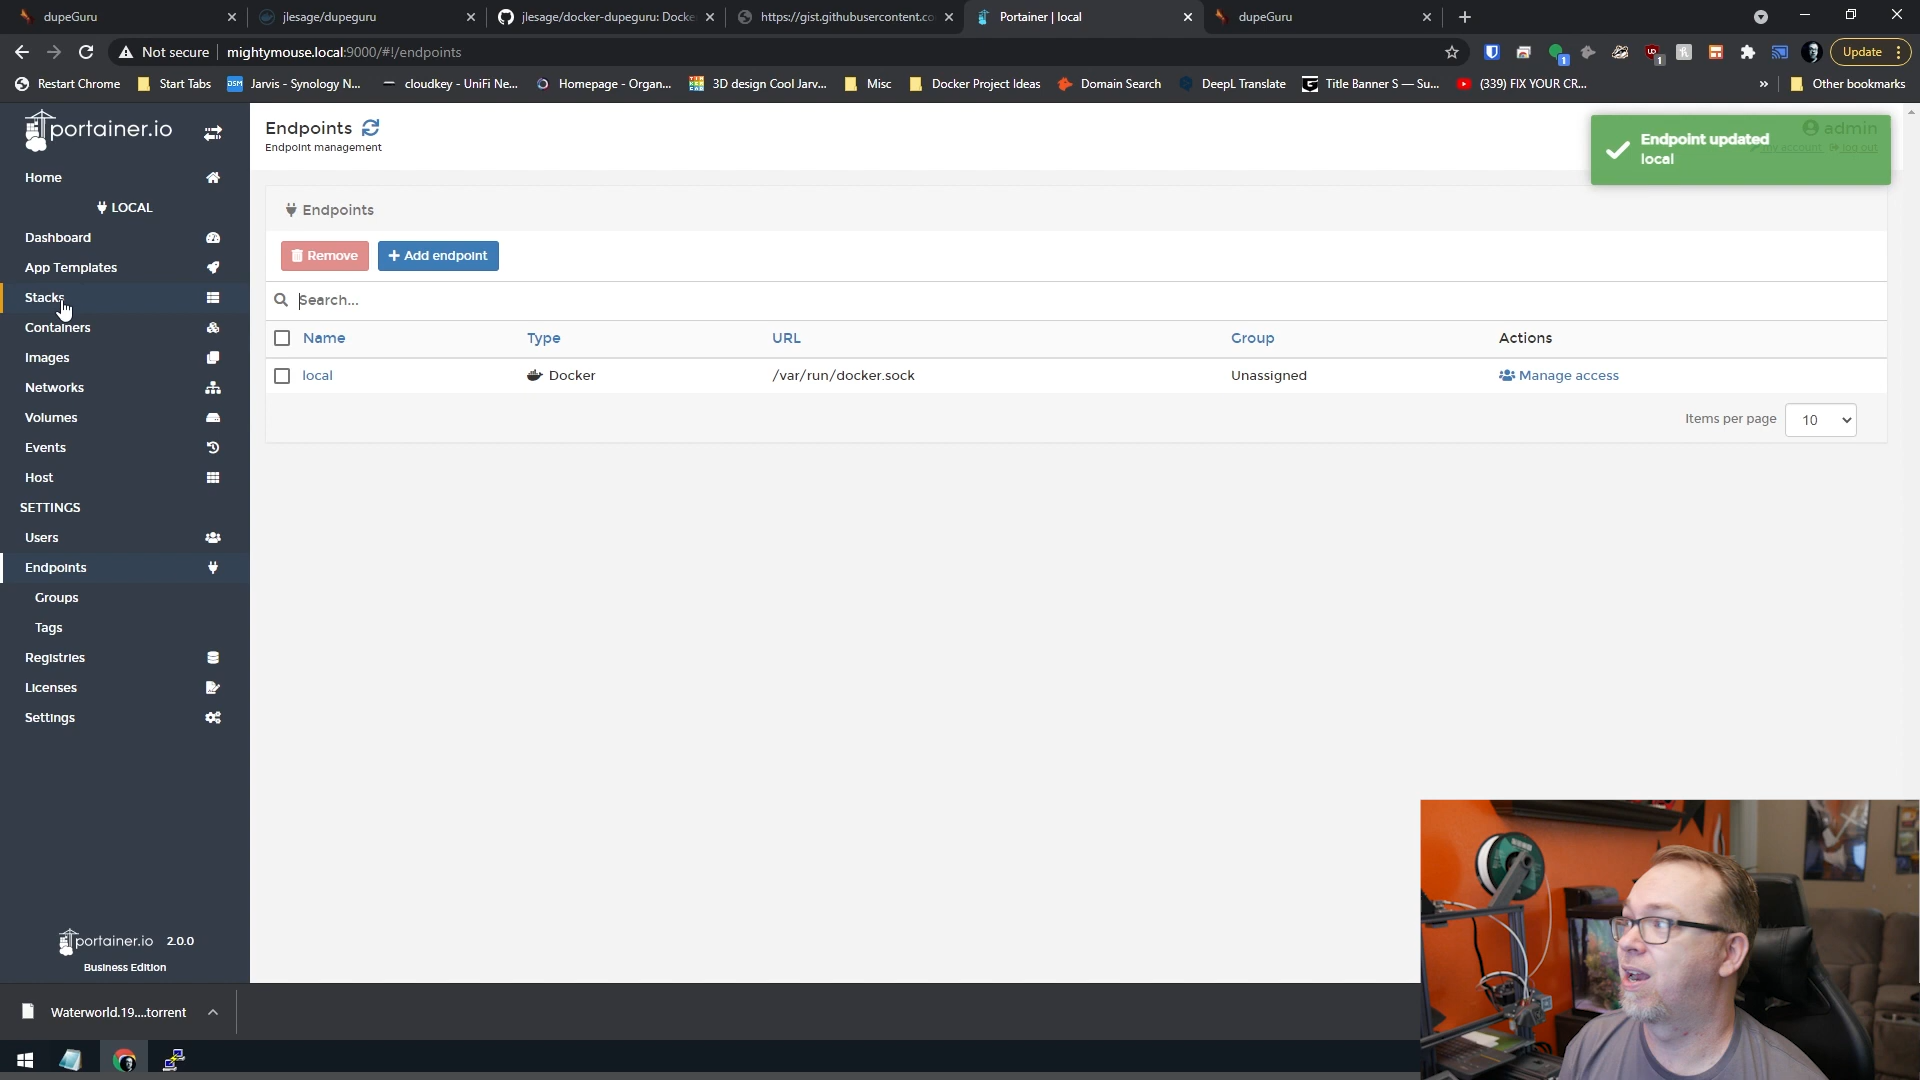 dupeGuru
jlesage/dupeguru
jlesage/docker-dupeguru: Docke
https://gist.githubusercontent.co
Portainer | local
dupeGuru
Not secure
mightymouse.local:9000/#!/endpoints
Update
Restart Chrome
Start Tabs
Jarvis - Synology N...
cloudkey - UniFi Ne...
Homepage - Organ...
3D design Cool Jarv...
Misc
Docker Project Ideas
Domain Search
DeepL Translate
Title Banner S — Su...
(339) FIX YOUR CR...
»
Other bookmarks
portainer.io
Home
LOCAL
Dashboard
App Templates
Stacks
Containers
Images
Networks
Volumes
Events
Host
SETTINGS
Users
Endpoints
Groups
Tags
Registries
Licenses
Settings
portainer.io 2.0.0
Business Edition
Endpoints
Endpoint management
admin
my account log out
Endpoint updated
local
Endpoints
Remove
+ Add endpoint
Search...
Name Type URL Group Actions
local Docker /var/run/docker.sock Unassigned Manage access
Items per page 10
Waterworld.19....torrent